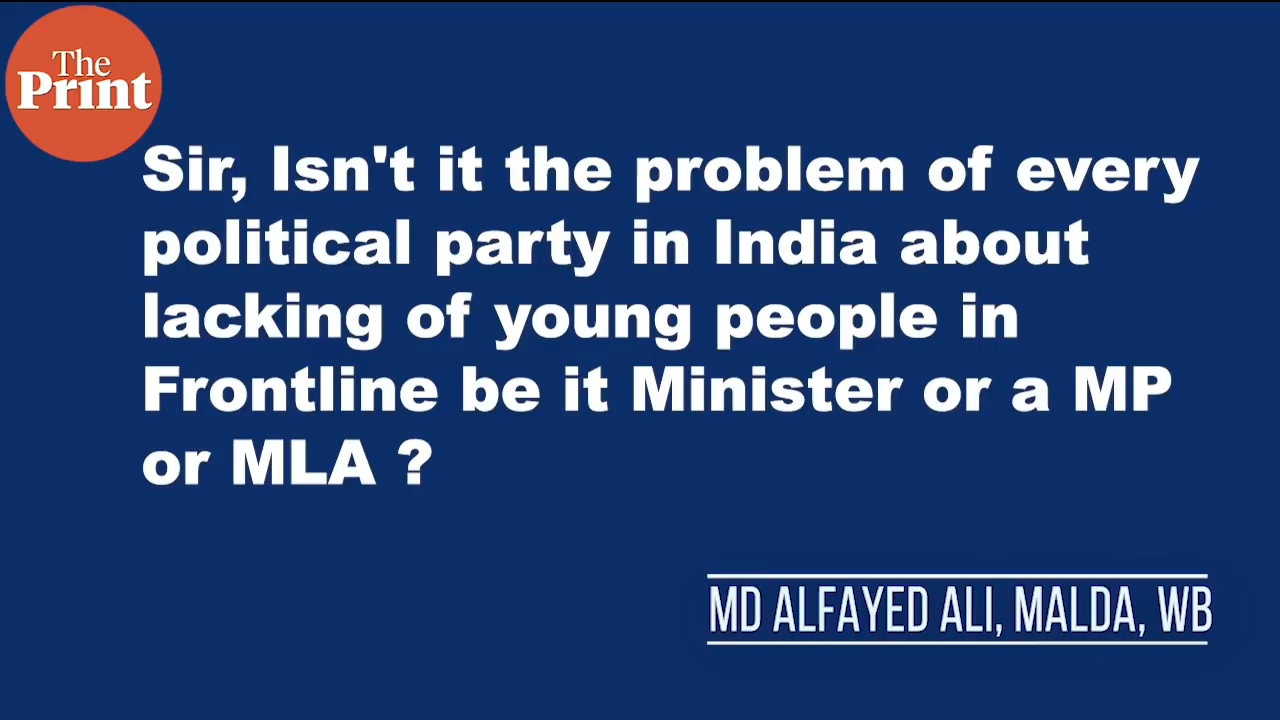 The
Print
Sir, Isn't it the problem of every
political party in India about
lacking of young people in
Frontline be it Minister or a MP
or MLA ?
MD ALFAYED ALI, MALDA, WB